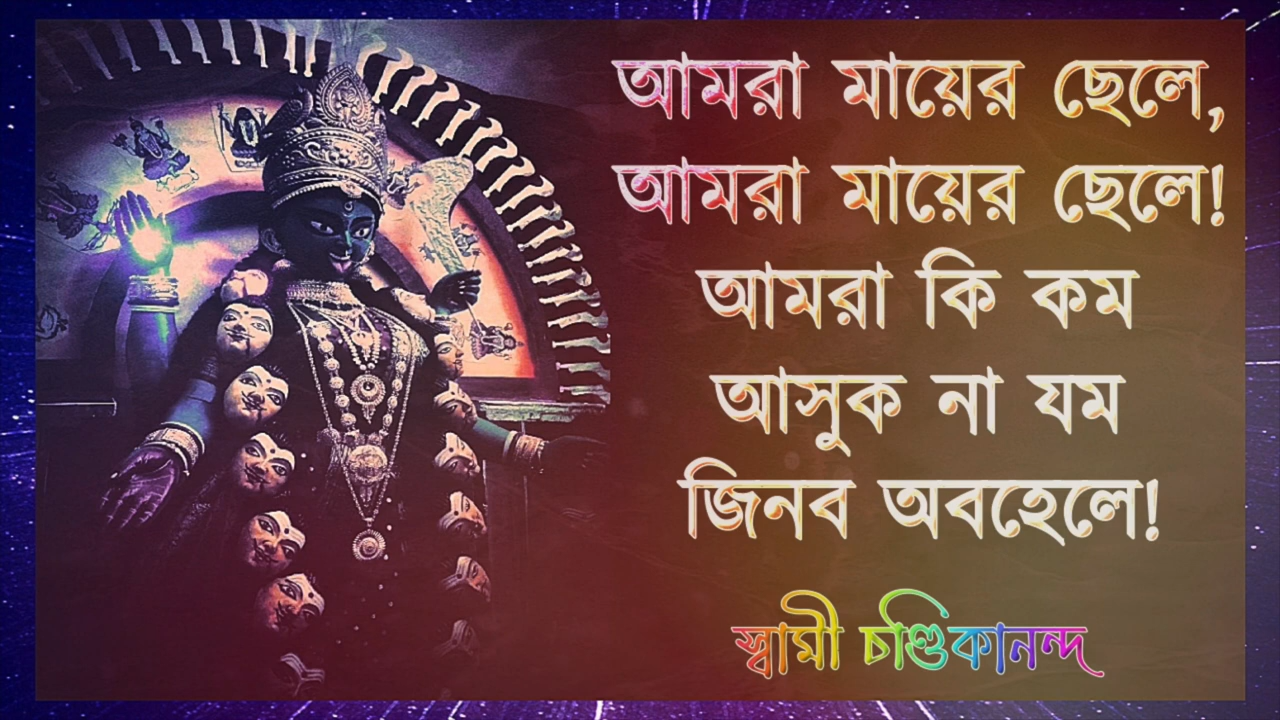 আমরা মায়ের ছেলে,
আমরা মায়ের ছেলে!
আমরা কি কম
আসুক না যম
জিনব অবহেলে!
স্বামী চণ্ডিকানন্দ